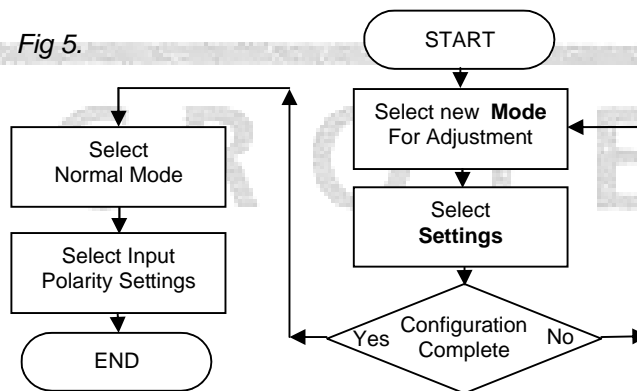 Fig 5.
START
Select new Mode
For Adjustment
Select
Settings
Configuration
Complete
Yes
No
Select
Normal Mode
Select Input
Polarity Settings
END